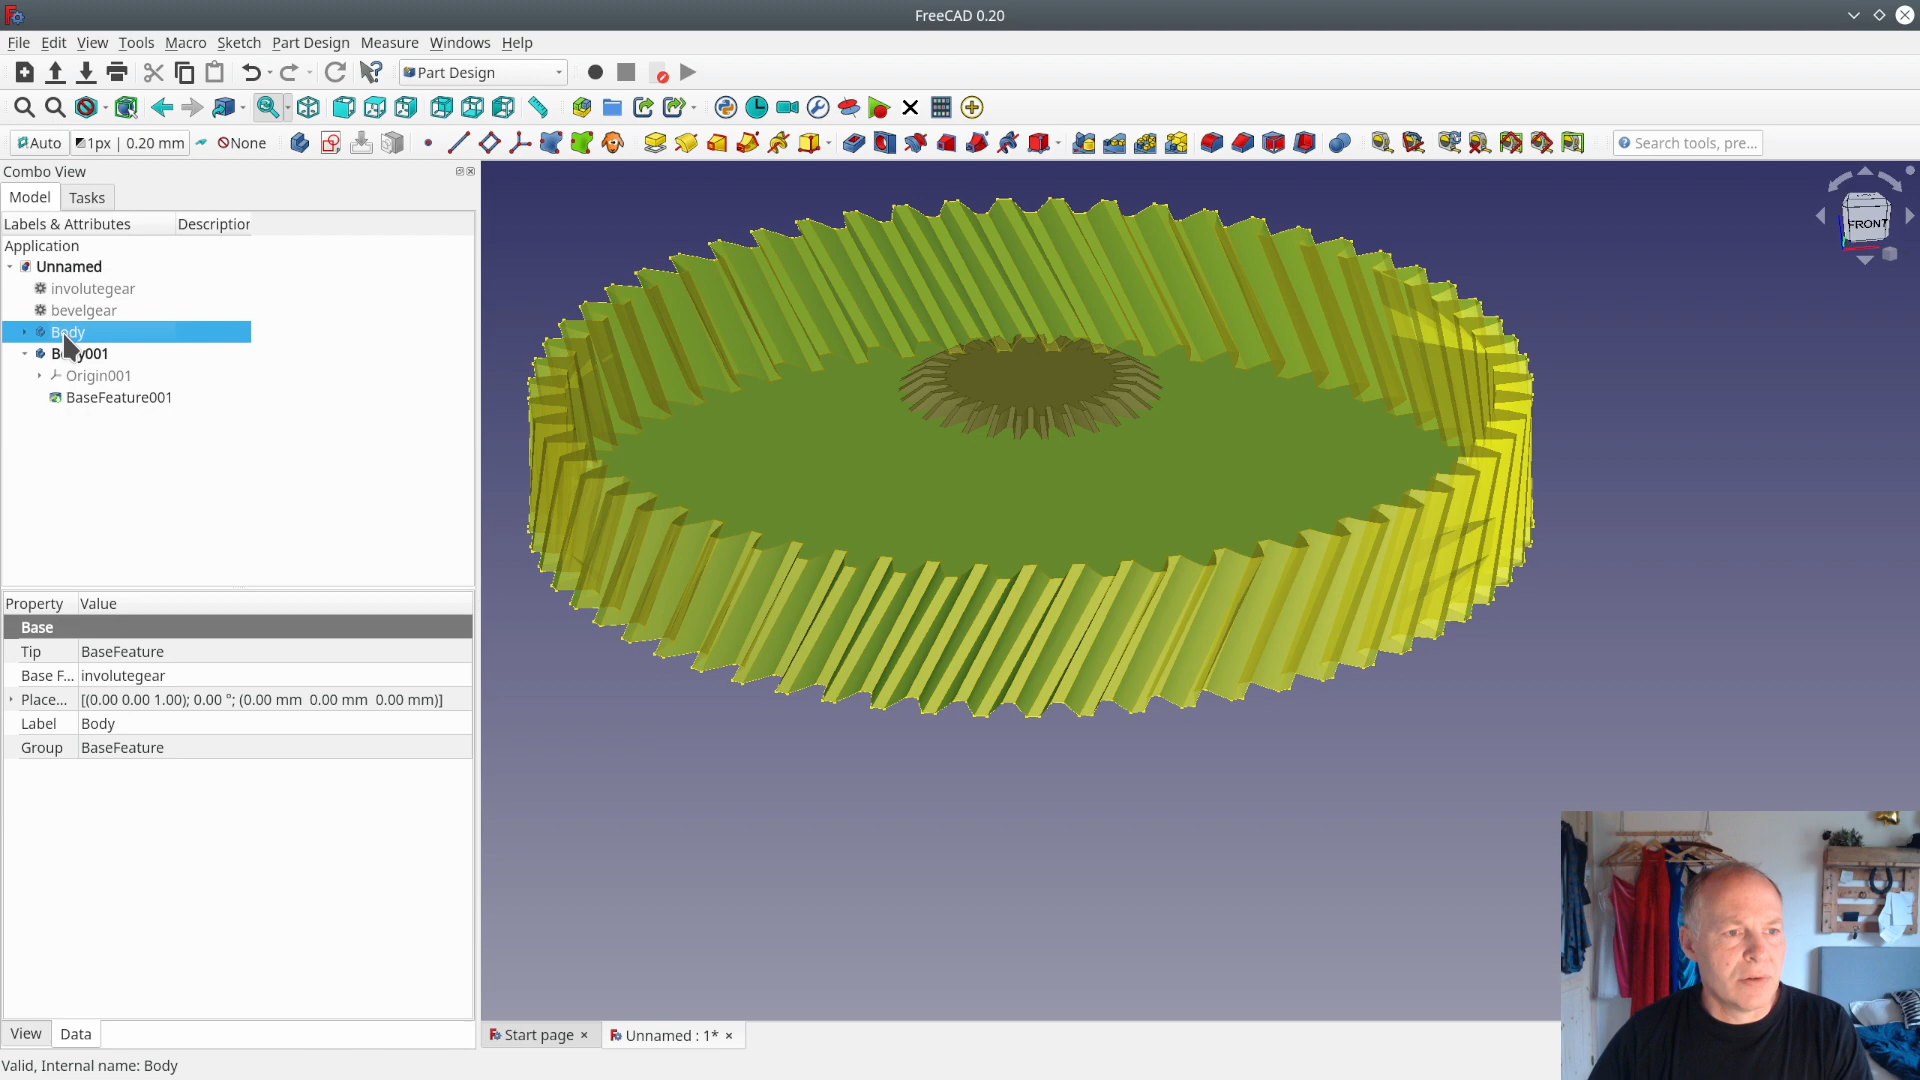 FreeCAD 0.20
File Edit View Tools Macro Sketch Part Design Measure Windows Help
Part Design
Auto 1px | 0.20 mm None Search tools, pre...
Combo View
Model Tasks
Labels & Attributes Description
Application
Unnamed
involutegear
bevelgear
Body
Body001
Origin001
BaseFeature001
FRONT
Property Value
Base
Tip BaseFeature
Base F... involutegear
Place... [(0.00 0.00 1.00); 0.00 °; (0.00 mm 0.00 mm 0.00 mm)]
Label Body
Group BaseFeature
View Data
Start page Unnamed : 1*
Valid, Internal name: Body